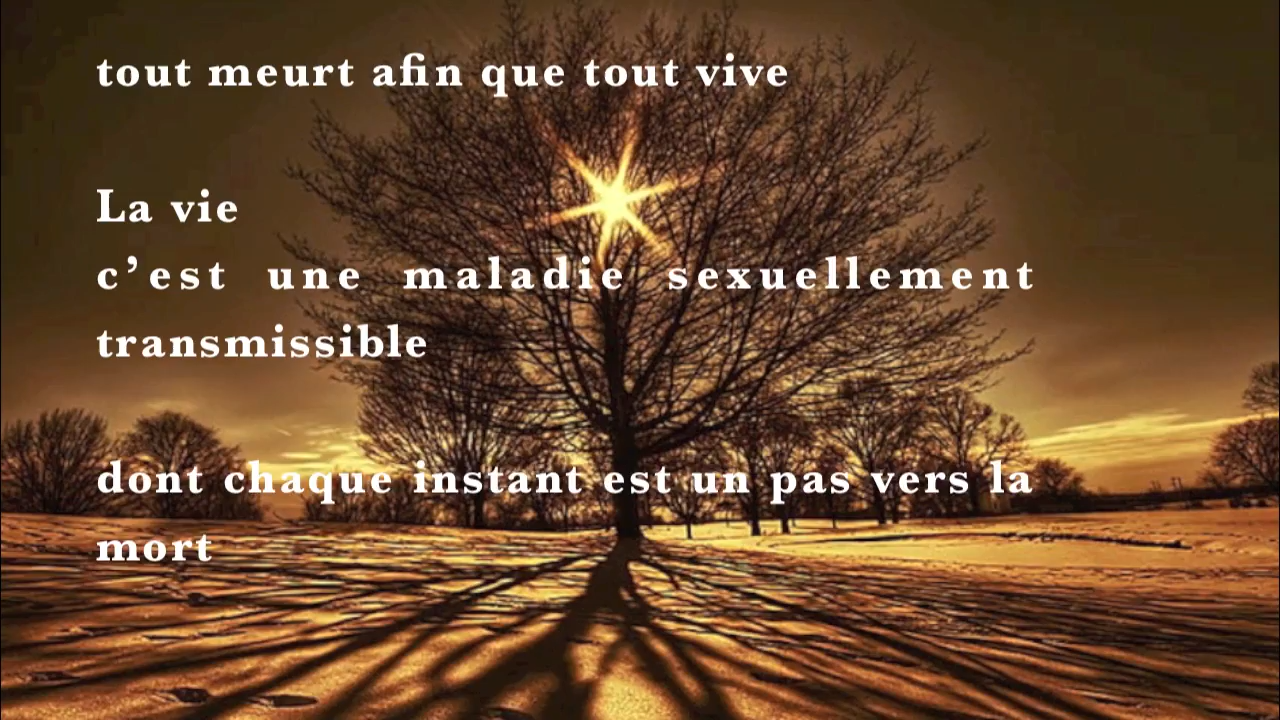 tout meurt afin que tout vive
La vie
c’est une maladie sexuellement
transmissible
dont chaque instant est un pas vers la
mort